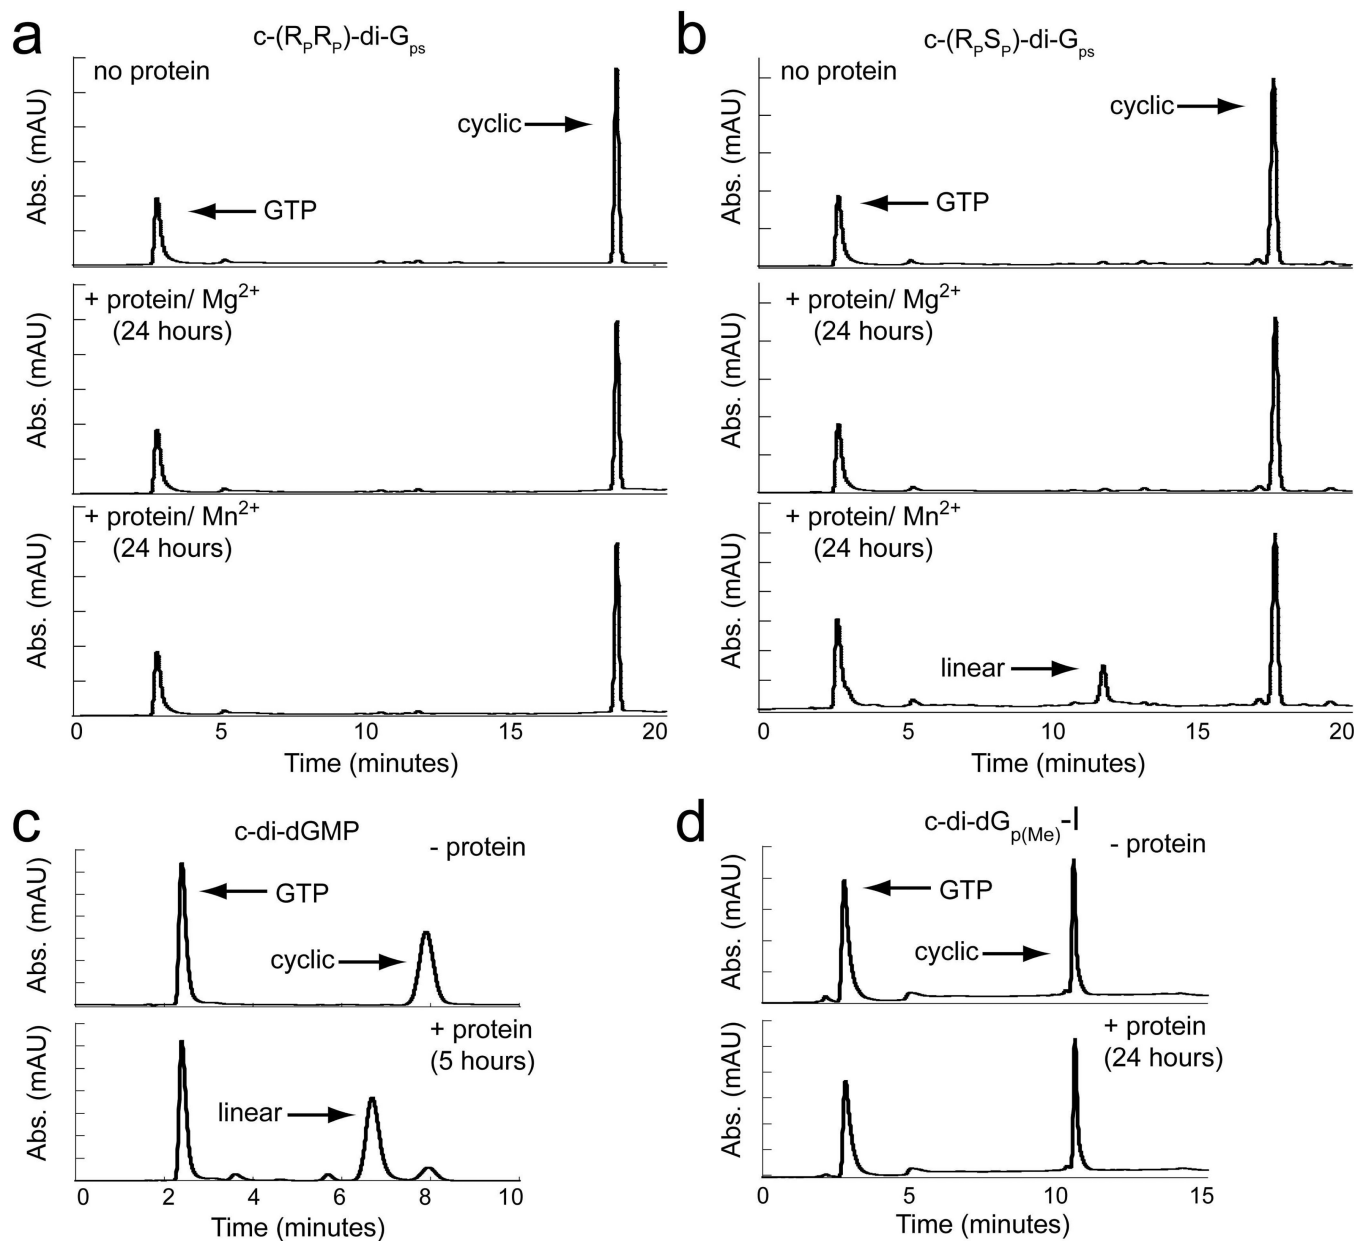 a
c-(RPRP)-di-Gps
no protein
cyclic
GTP
Abs. (mAU)
+ protein/ Mg2+
(24 hours)
Abs. (mAU)
+ protein/ Mn2+
(24 hours)
Abs. (mAU)
0 5 10 15 20
Time (minutes)
b
c-(RPSP)-di-Gps
no protein
cyclic
GTP
Abs. (mAU)
+ protein/ Mg2+
(24 hours)
Abs. (mAU)
+ protein/ Mn2+
(24 hours)
linear
Abs. (mAU)
0 5 10 15 20
Time (minutes)
c
c-di-dGMP
- protein
GTP
cyclic
Abs. (mAU)
+ protein
(5 hours)
linear
Abs. (mAU)
0 2 4 6 8 10
Time (minutes)
d
c-di-dGp(Me)-I
- protein
GTP
cyclic
Abs. (mAU)
+ protein
(24 hours)
Abs. (mAU)
0 5 10 15
Time (minutes)